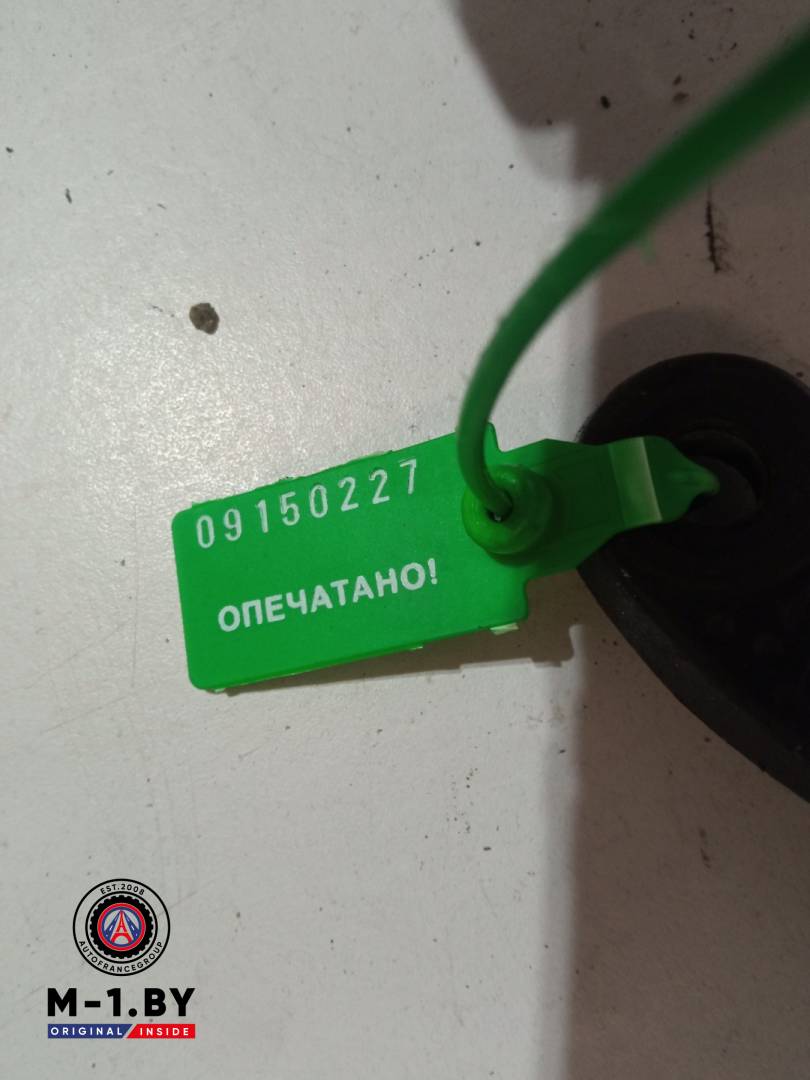 09150227
ОПЕЧАТАНО!
EST.2008
AUTOFRANCEGROUP
M-1.BY
ORIGINAL INSIDE